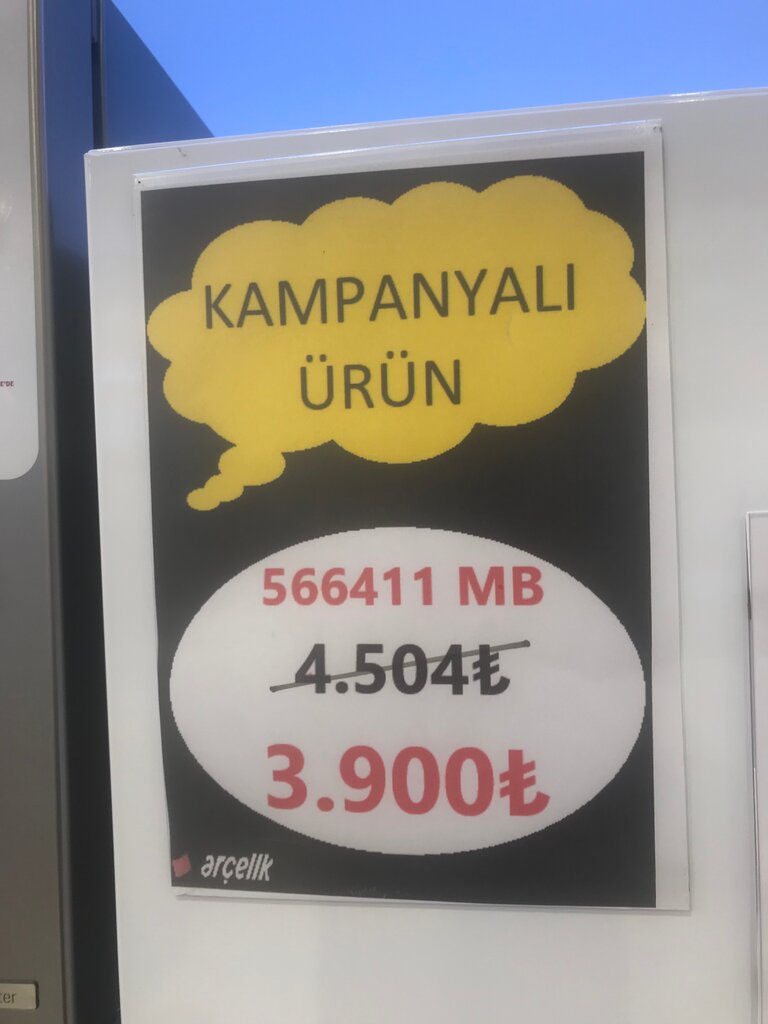 KAMPANYALI
ÜRÜN
566411 MB
4.504₺
3.900₺
arçelik